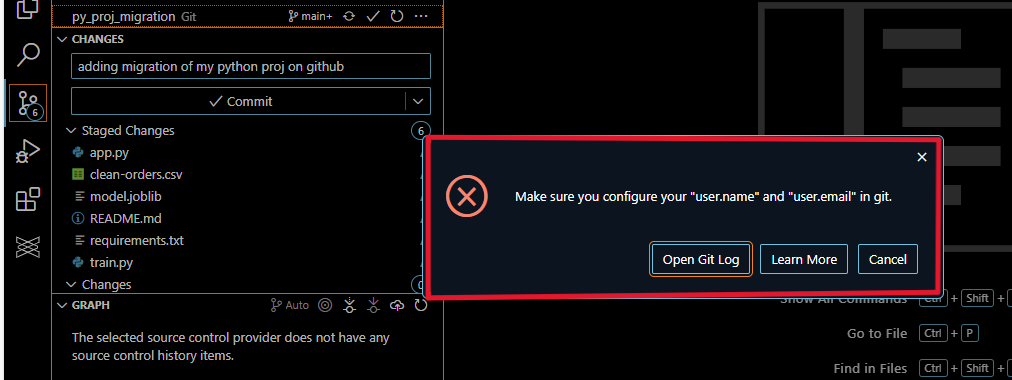 py_proj_migration Git main+
CHANGES
adding migration of my python proj on github
Commit
Staged Changes 6
app.py
clean-orders.csv
model.joblib
README.md
requirements.txt
train.py
Changes
GRAPH Auto
The selected source control provider does not have any
source control history items.
6
Make sure you configure your "user.name" and "user.email" in git.
Open Git Log Learn More Cancel
Show All Commands Ctrl + Shift +
Go to File Ctrl + P
Find in Files Ctrl + Shift +